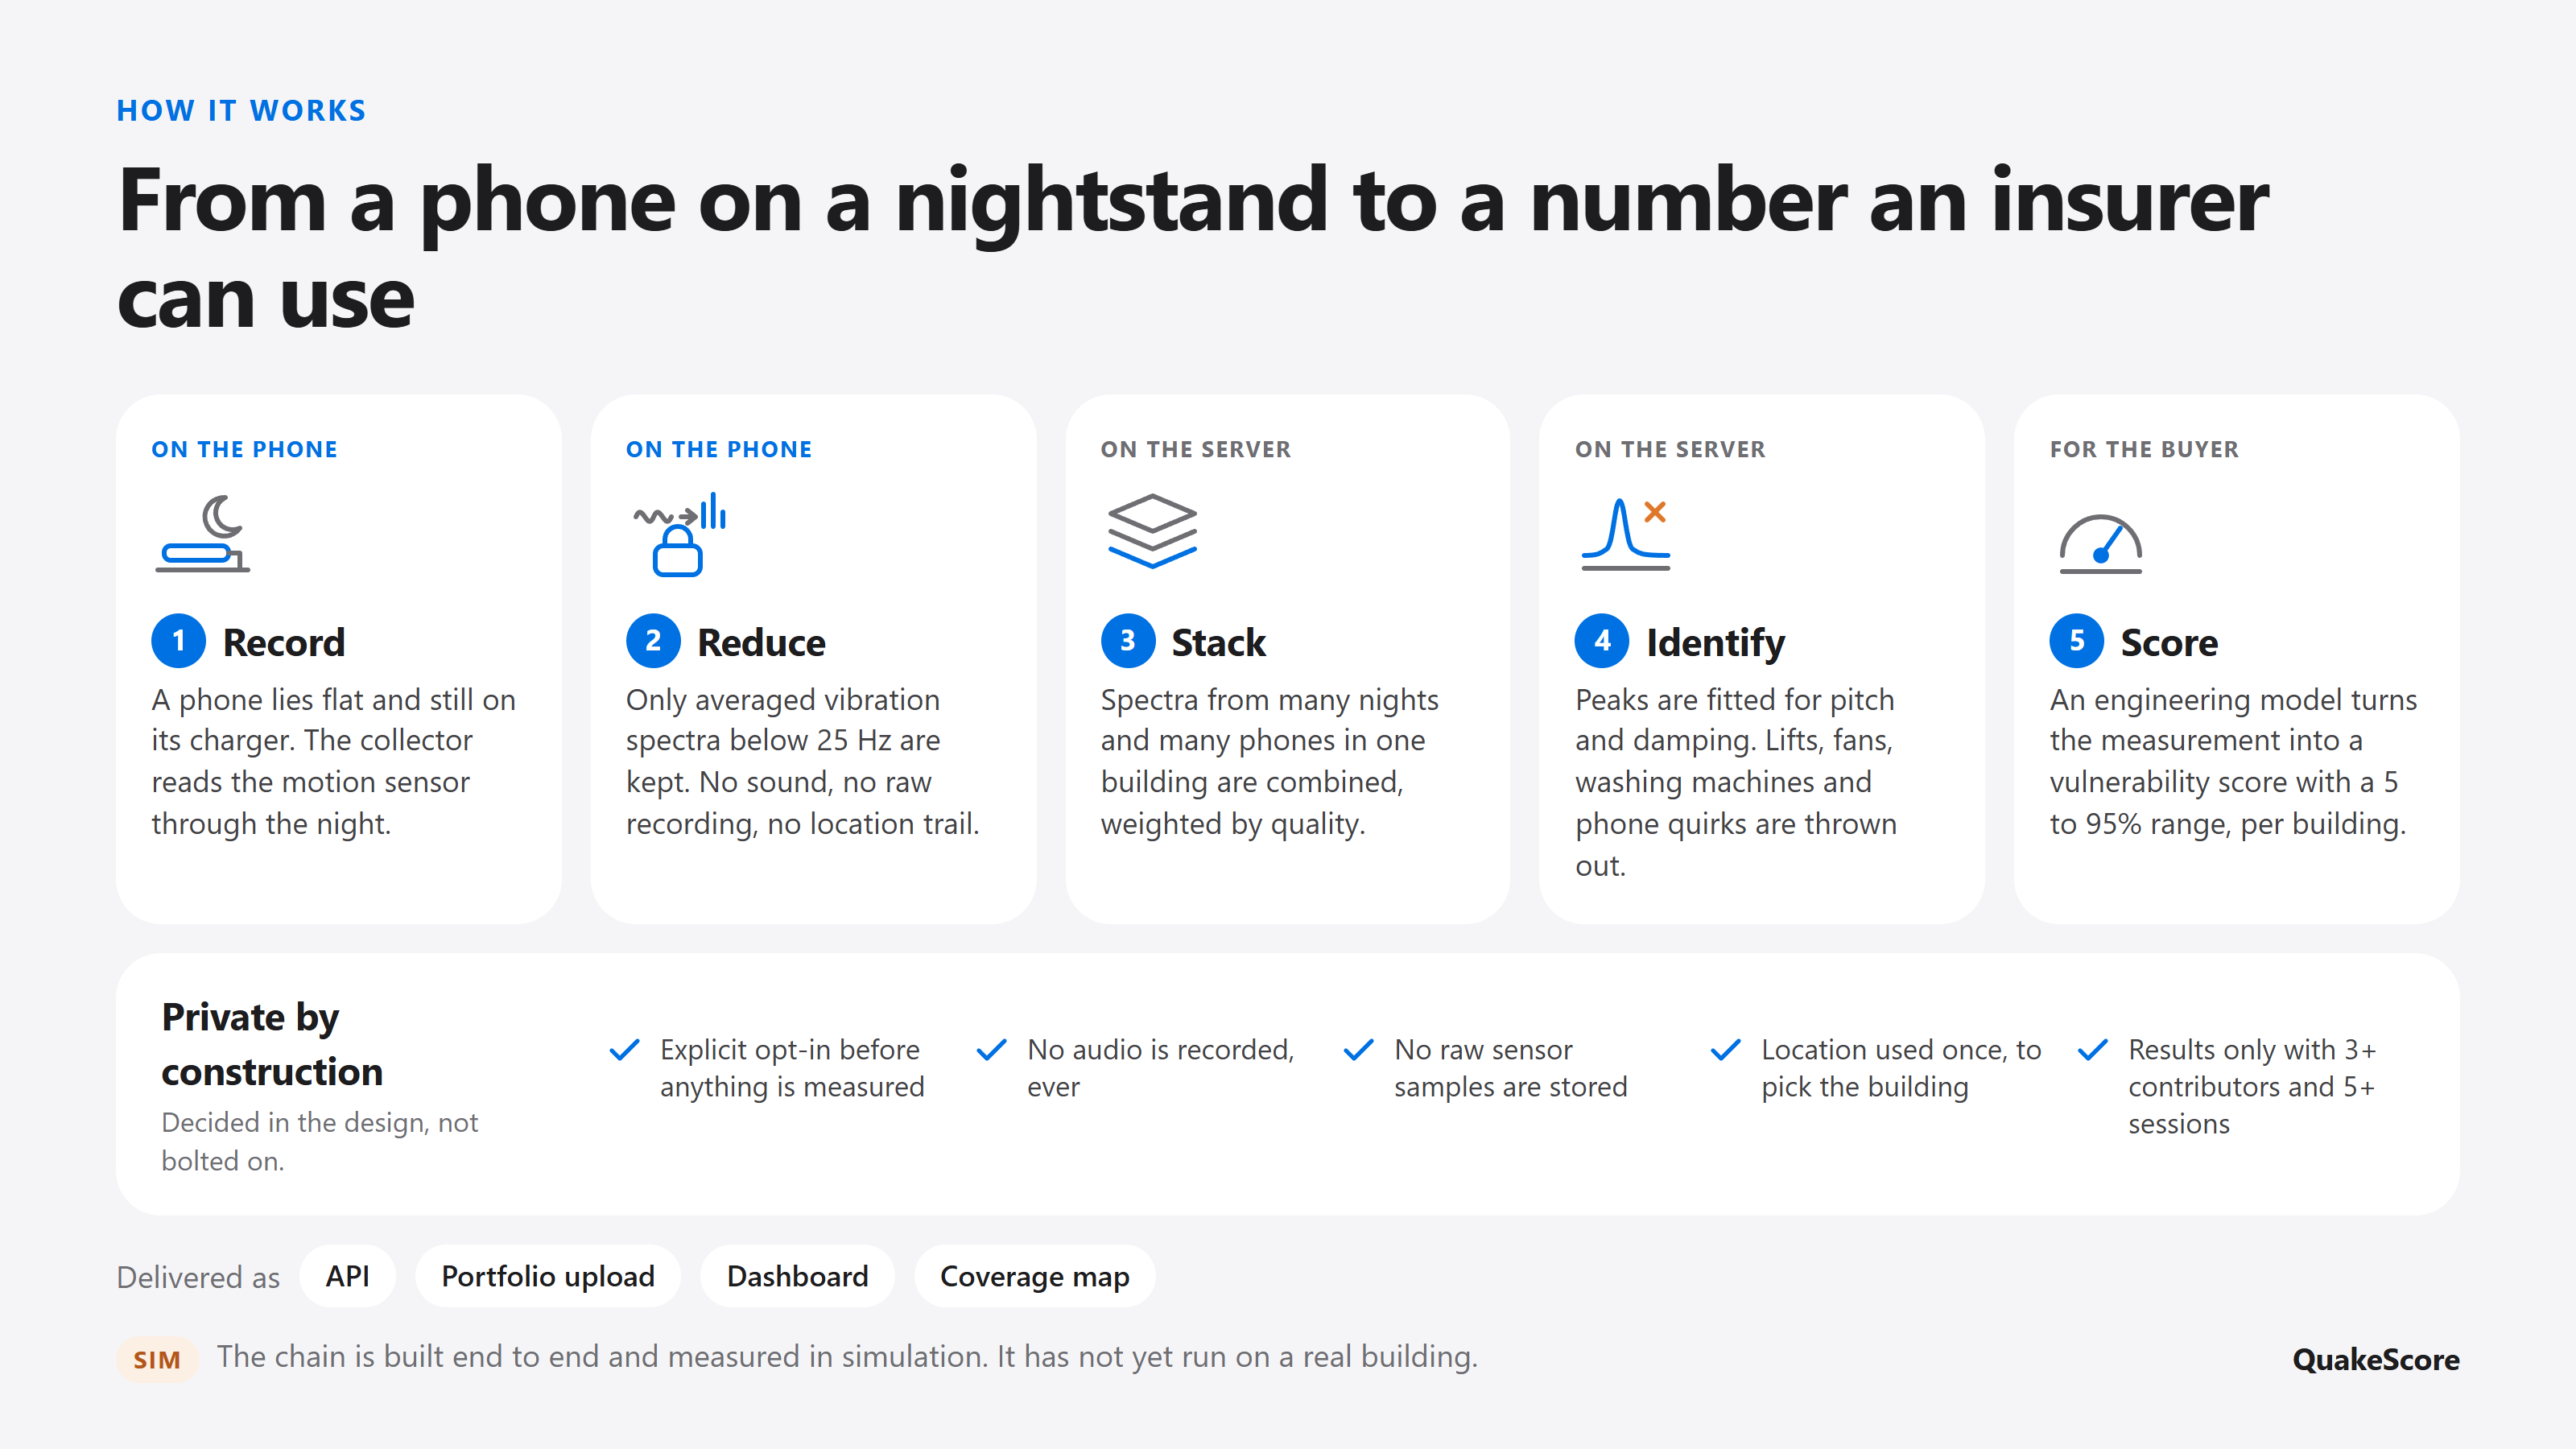 HOW IT WORKS
From a phone on a nightstand to a number an insurer
can use
ON THE PHONE
1 Record
A phone lies flat and still on
its charger. The collector
reads the motion sensor
through the night.
ON THE PHONE
2 Reduce
Only averaged vibration
spectra below 25 Hz are
kept. No sound, no raw
recording, no location trail.
ON THE SERVER
3 Stack
Spectra from many nights
and many phones in one
building are combined,
weighted by quality.
ON THE SERVER
4 Identify
Peaks are fitted for pitch
and damping. Lifts, fans,
washing machines and
phone quirks are thrown
out.
FOR THE BUYER
5 Score
An engineering model turns
the measurement into a
vulnerability score with a 5
to 95% range, per building.
Private by
construction
Decided in the design, not
bolted on.
Explicit opt-in before
anything is measured
No audio is recorded,
ever
No raw sensor
samples are stored
Location used once, to
pick the building
Results only with 3+
contributors and 5+
sessions
Delivered as API Portfolio upload Dashboard Coverage map
SIM The chain is built end to end and measured in simulation. It has not yet run on a real building.
QuakeScore